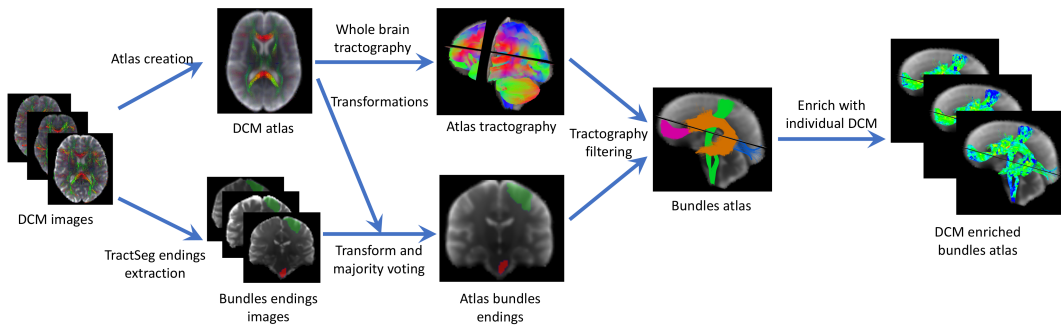 Atlas creation
Whole brain
tractography
Transformations
DCM atlas
Atlas tractography
Tractography
filtering
Enrich with
individual DCM
DCM images
Bundles atlas
TractSeg endings
extraction
Transform and
majority voting
Bundles endings
images
Atlas bundles
endings
DCM enriched
bundles atlas